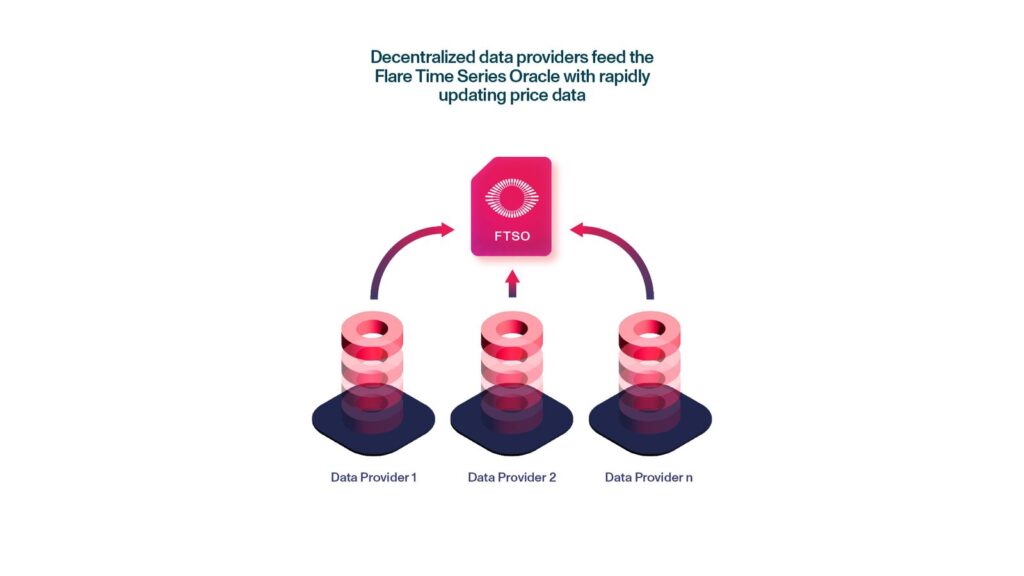 Decentralized data providers feed the
Flare Time Series Oracle with rapidly
updating price data
FTSO
Data Provider 1
Data Provider 2
Data Provider n